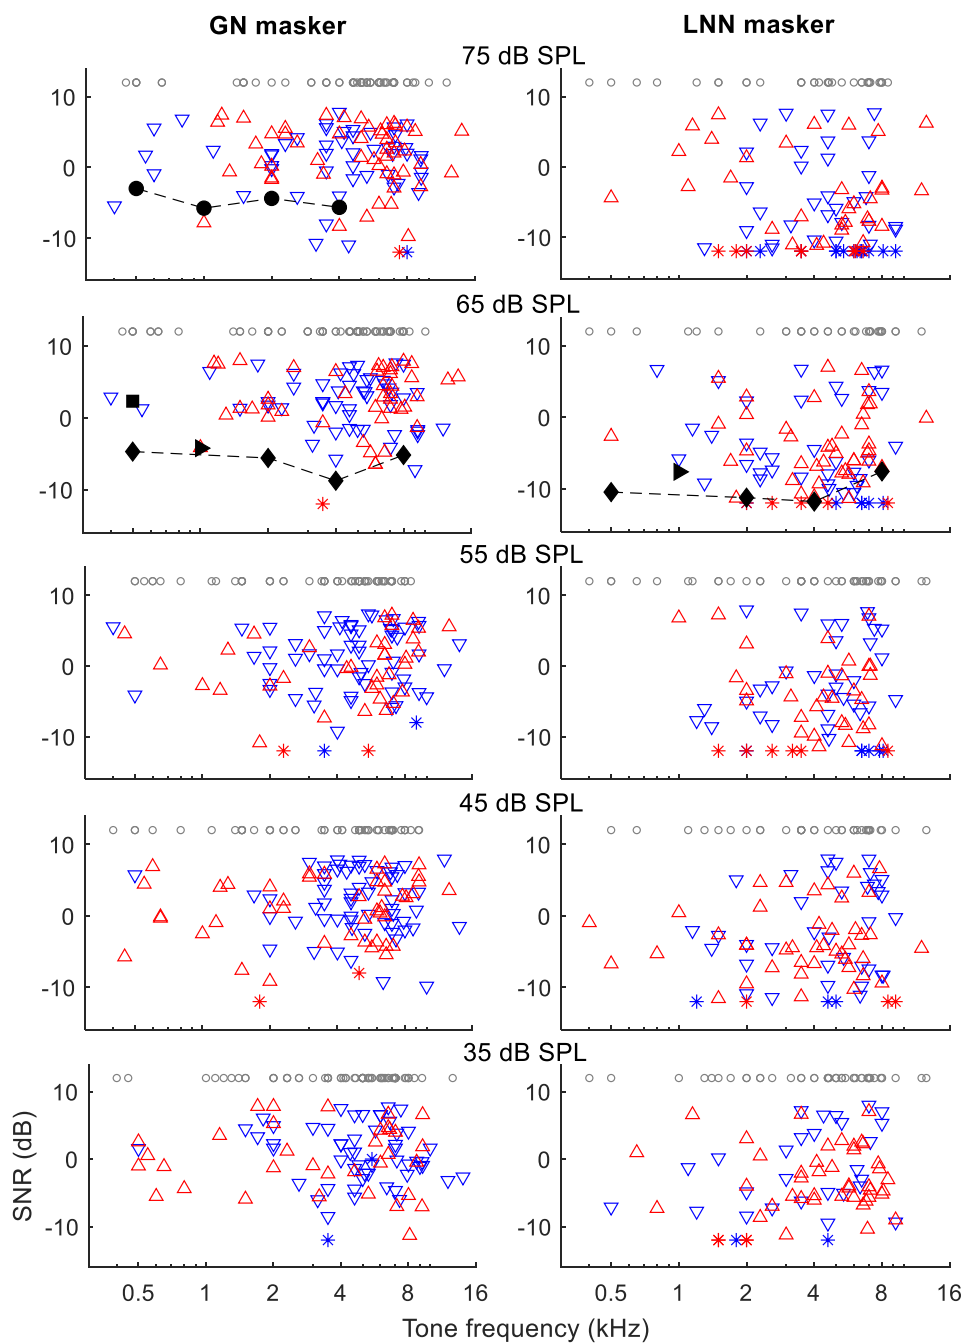 GN masker LNN masker
75 dB SPL
10 10
0 0
-10 -10
65 dB SPL
10 10
0 0
-10 -10
55 dB SPL
10 10
0 0
-10 -10
45 dB SPL
10 10
0 0
-10 -10
35 dB SPL
10 10
0 0
-10 -10
SNR (dB)
0.5 1 2 4 8 16 0.5 1 2 4 8 16
Tone frequency (kHz)